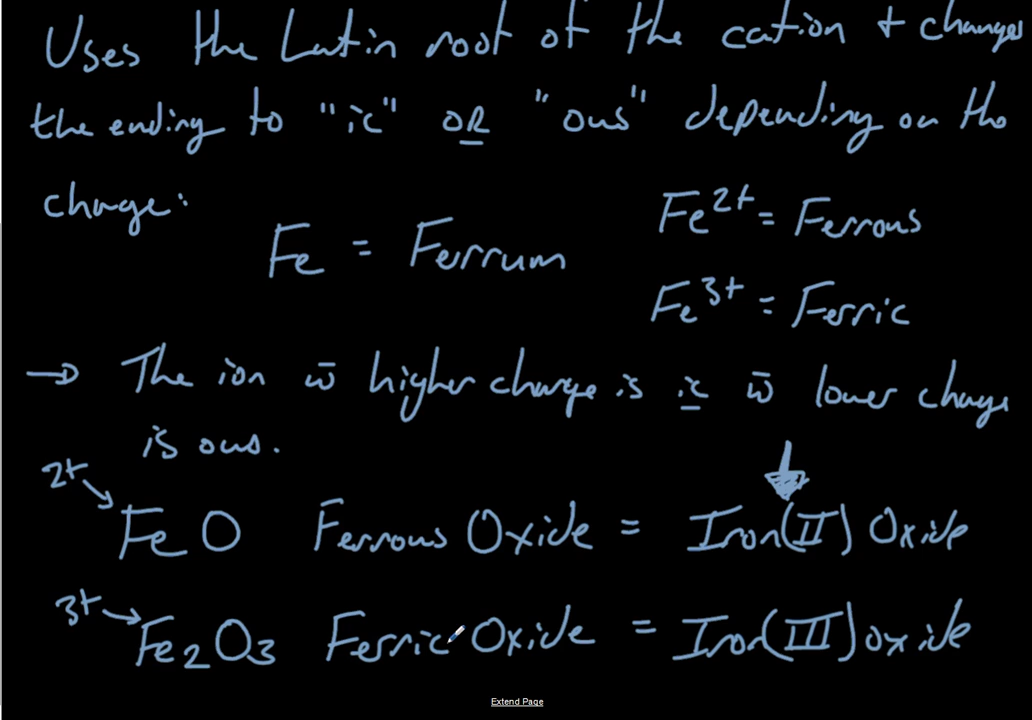 Uses the Latin root of the cation + changes
the ending to "ic" OR "ous" depending on the
charge:
Fe = Ferrum
Fe²⁺ = Ferrous
Fe³⁺ = Ferric
→ The ion w̄ higher charge is ic w̄ lower charge
is ous.
2+
FeO Ferrous Oxide = Iron(II) Oxide
3+
Fe₂O₃ Ferric Oxide = Iron(III) oxide
Extend Page